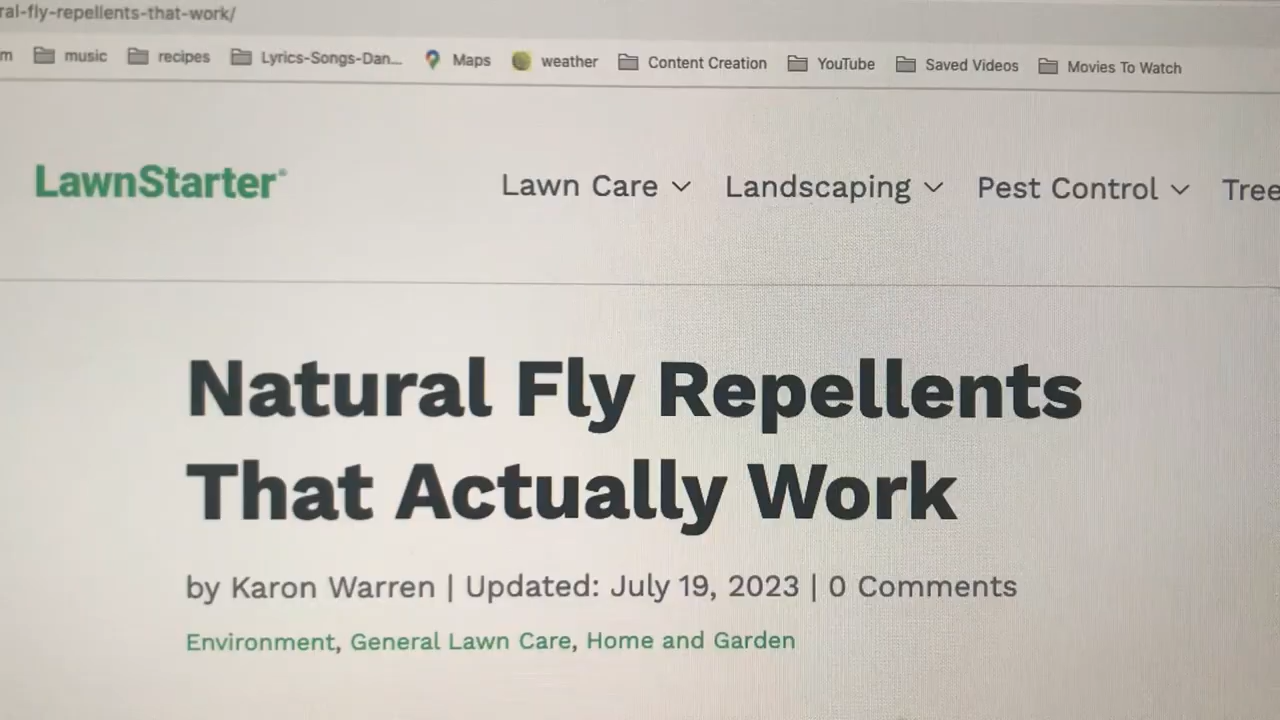 ral-fly-repellents-that-work/
m music recipes Lyrics-Songs-Dan... Maps weather Content Creation YouTube Saved Videos Movies To Watch
LawnStarter Lawn Care Landscaping Pest Control Tree
Natural Fly Repellents
That Actually Work
by Karon Warren | Updated: July 19, 2023 | 0 Comments
Environment, General Lawn Care, Home and Garden